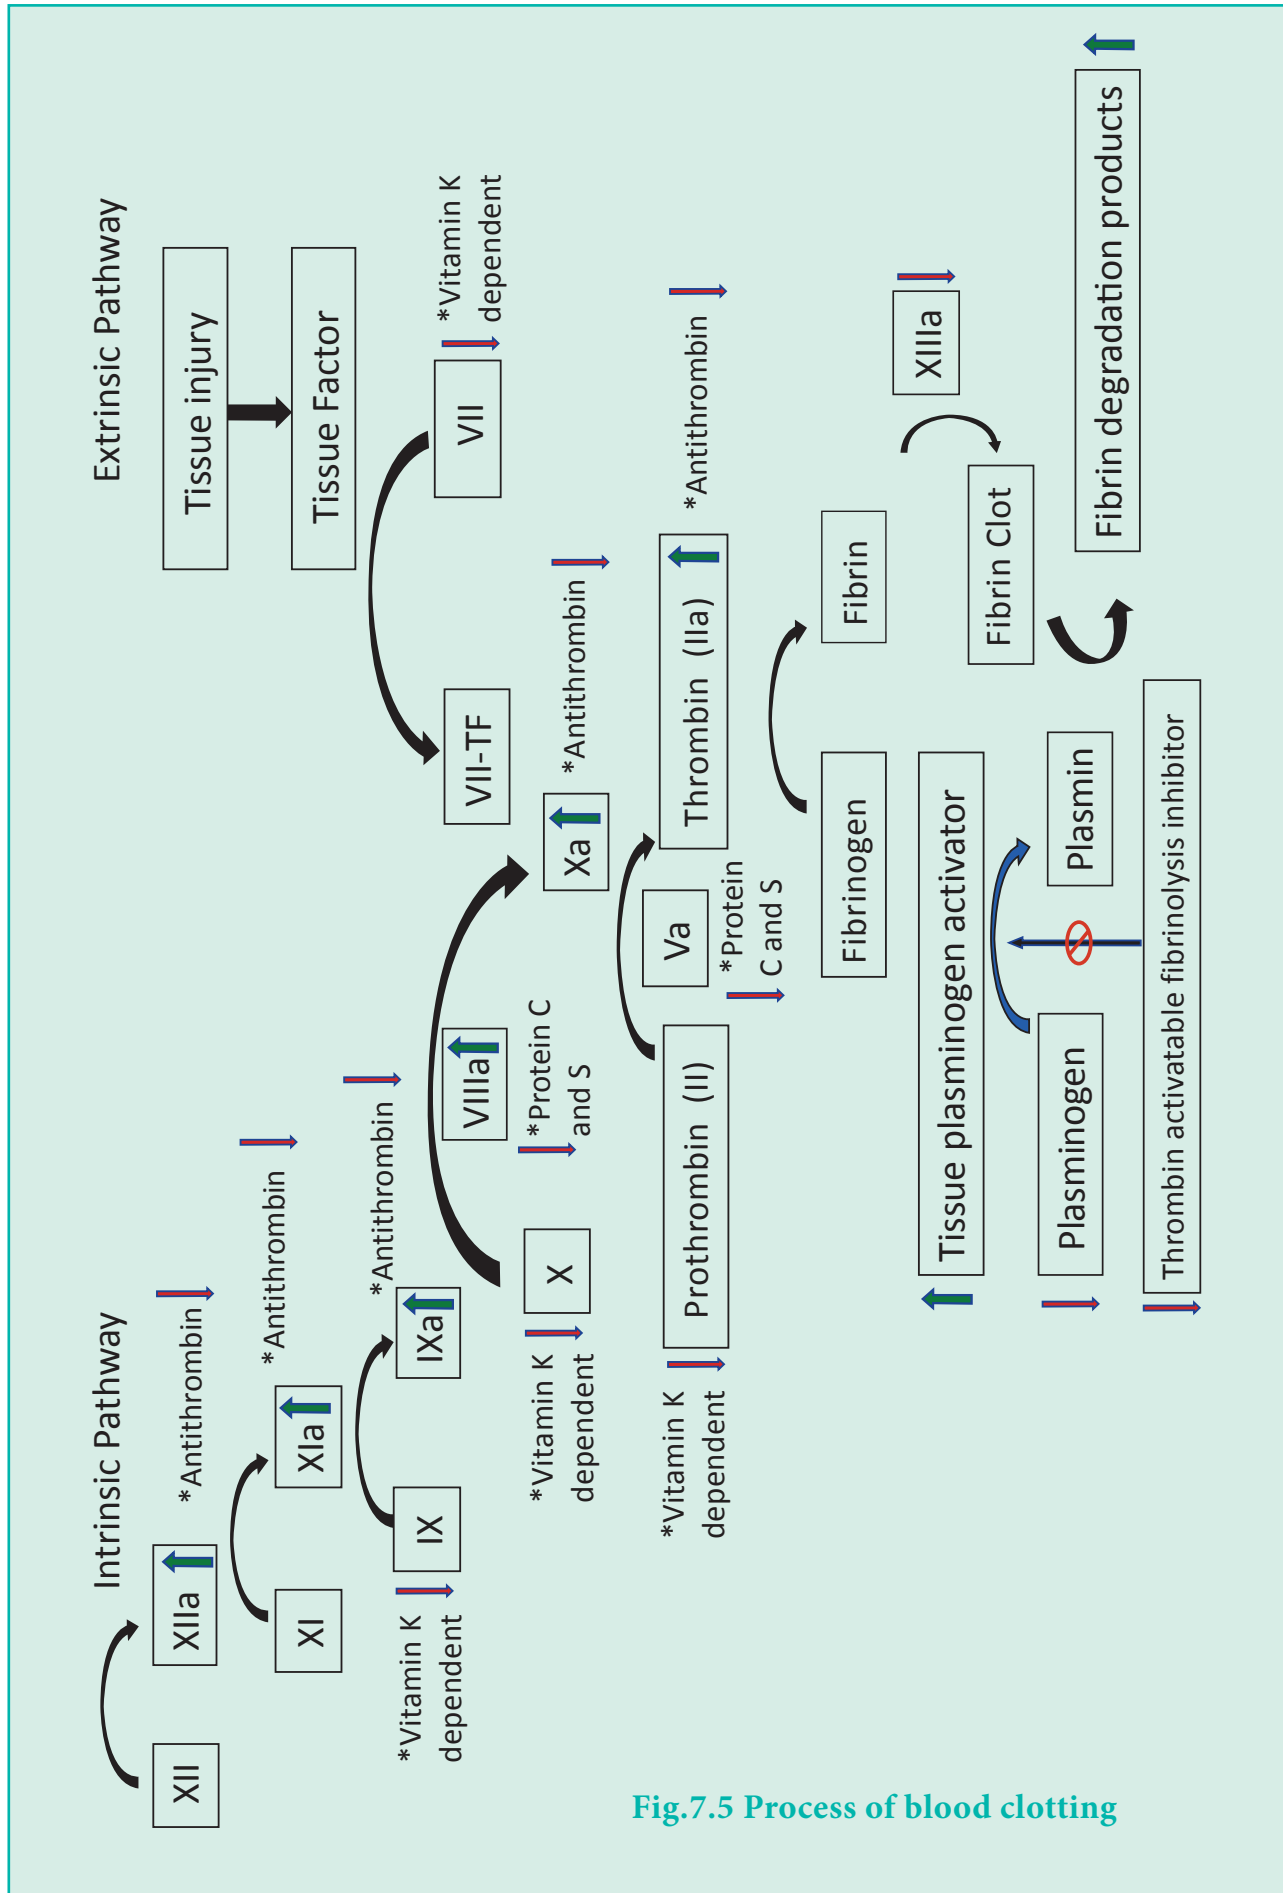 Intrinsic Pathway
Extrinsic Pathway
XII
XIIa
*Antithrombin
Tissue injury
XI
XIa
*Antithrombin
Tissue Factor
*Vitamin K
dependent
IX
IXa
*Antithrombin
VIIIa
*Protein C
and S
VII-TF
VII
*Vitamin K
dependent
*Vitamin K
dependent
X
Xa
*Antithrombin
*Vitamin K
dependent
Prothrombin (II)
Va
*Protein
C and S
Thrombin (IIa)
*Antithrombin
Fibrinogen
Fibrin
XIIIa
Tissue plasminogen activator
Fibrin Clot
Plasminogen
Plasmin
Fibrin degradation products
Thrombin activatable fibrinolysis inhibitor
Fig.7.5 Process of blood clotting